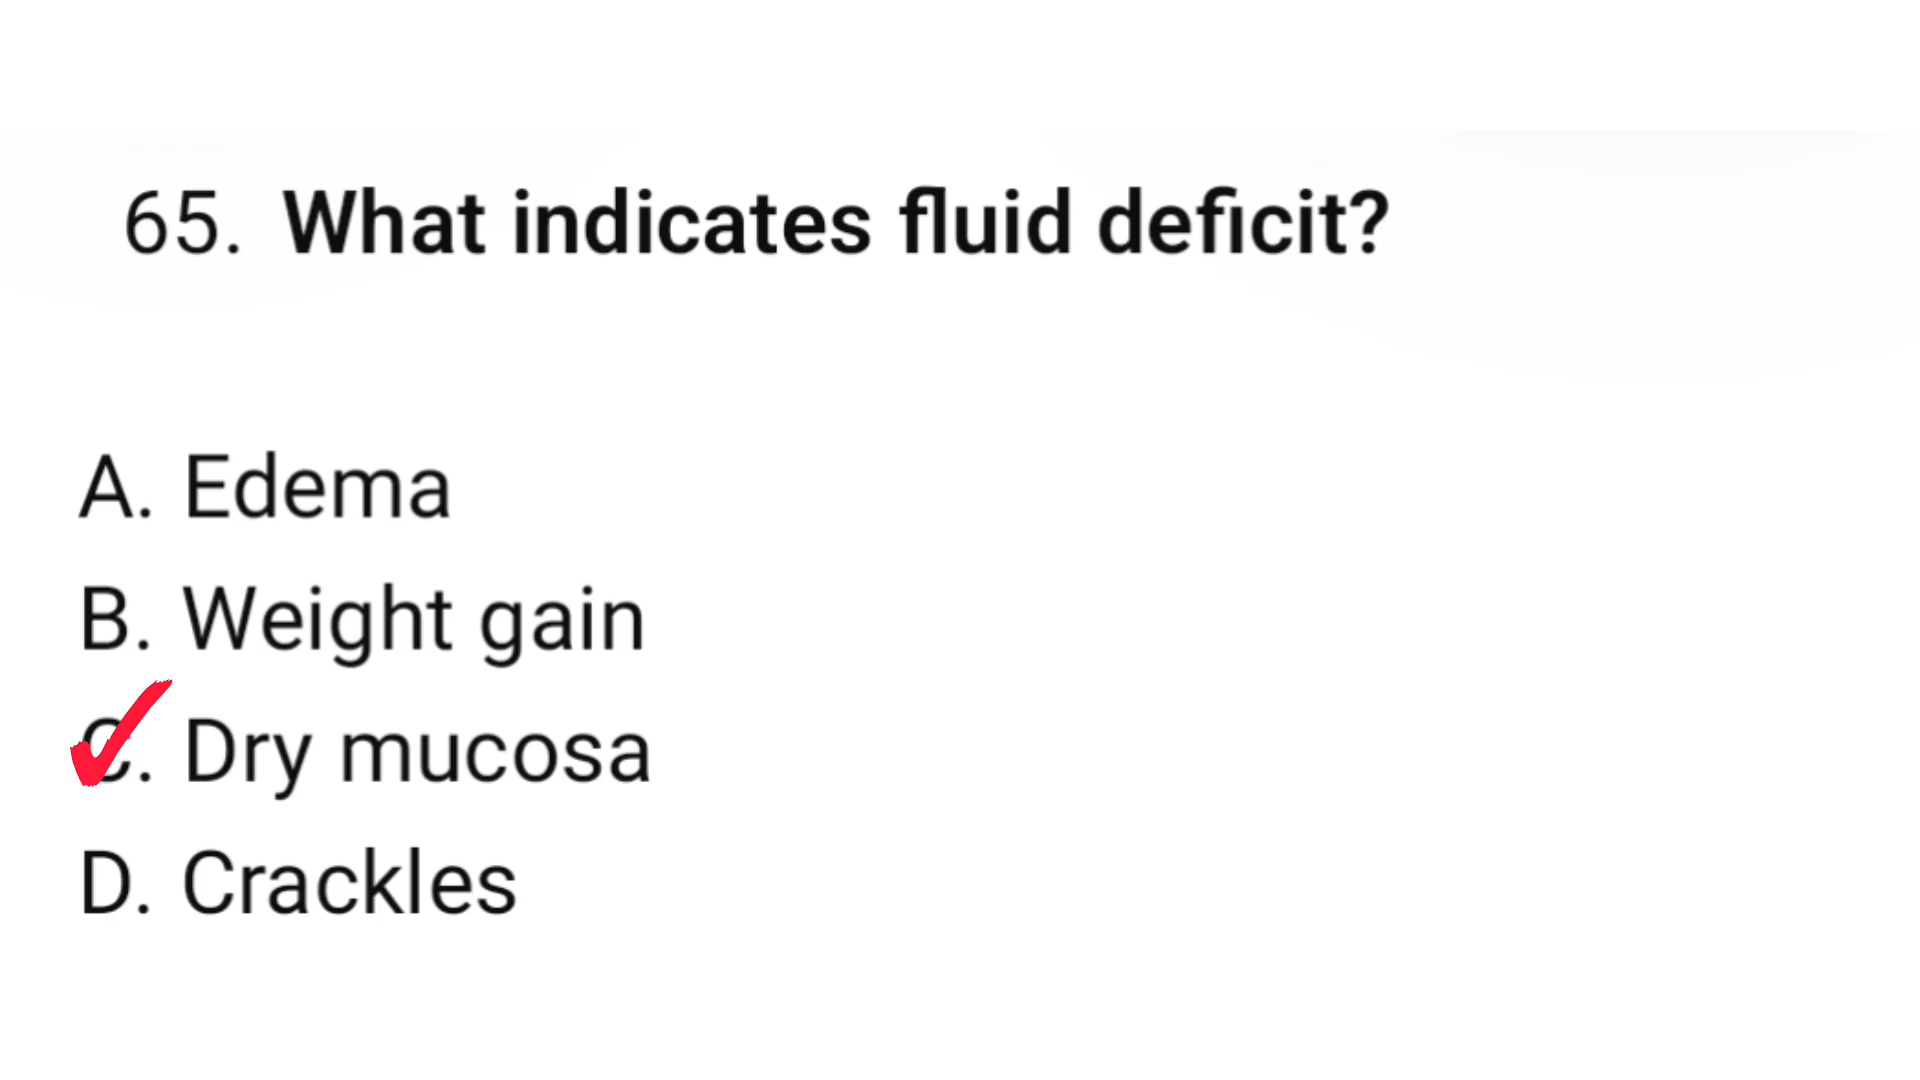 65. What indicates fluid deficit?
A. Edema
B. Weight gain
C. Dry mucosa
D. Crackles